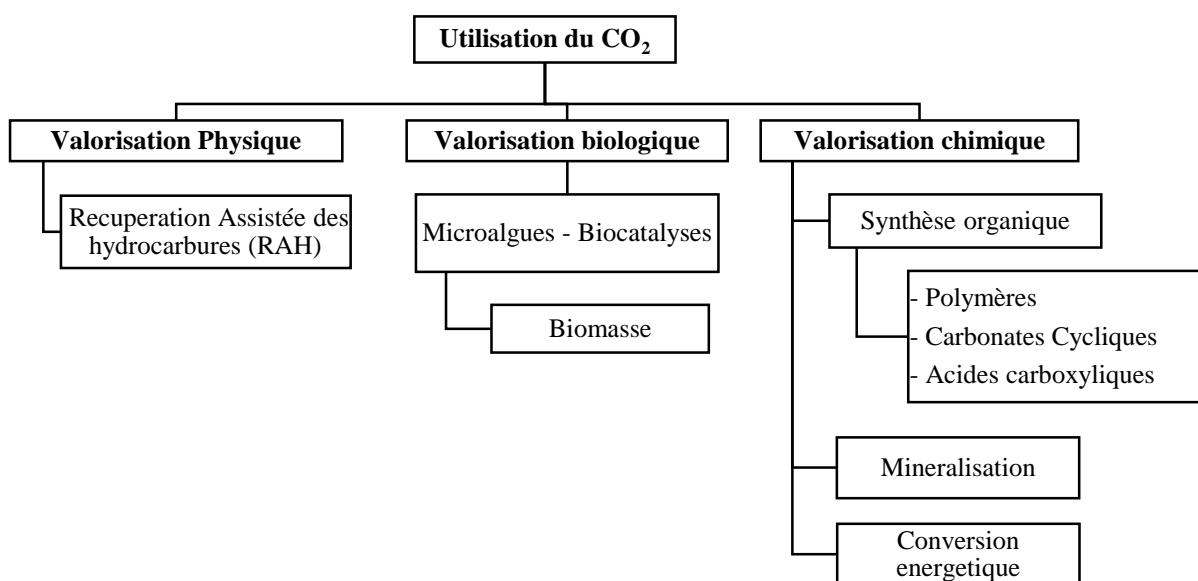 Utilisation du CO₂
Valorisation Physique
Valorisation biologique
Valorisation chimique
Recuperation Assistée des
hydrocarbures (RAH)
Microalgues - Biocatalyses
Biomasse
Synthèse organique
- Polymères
- Carbonates Cycliques
- Acides carboxyliques
Mineralisation
Conversion
energetique